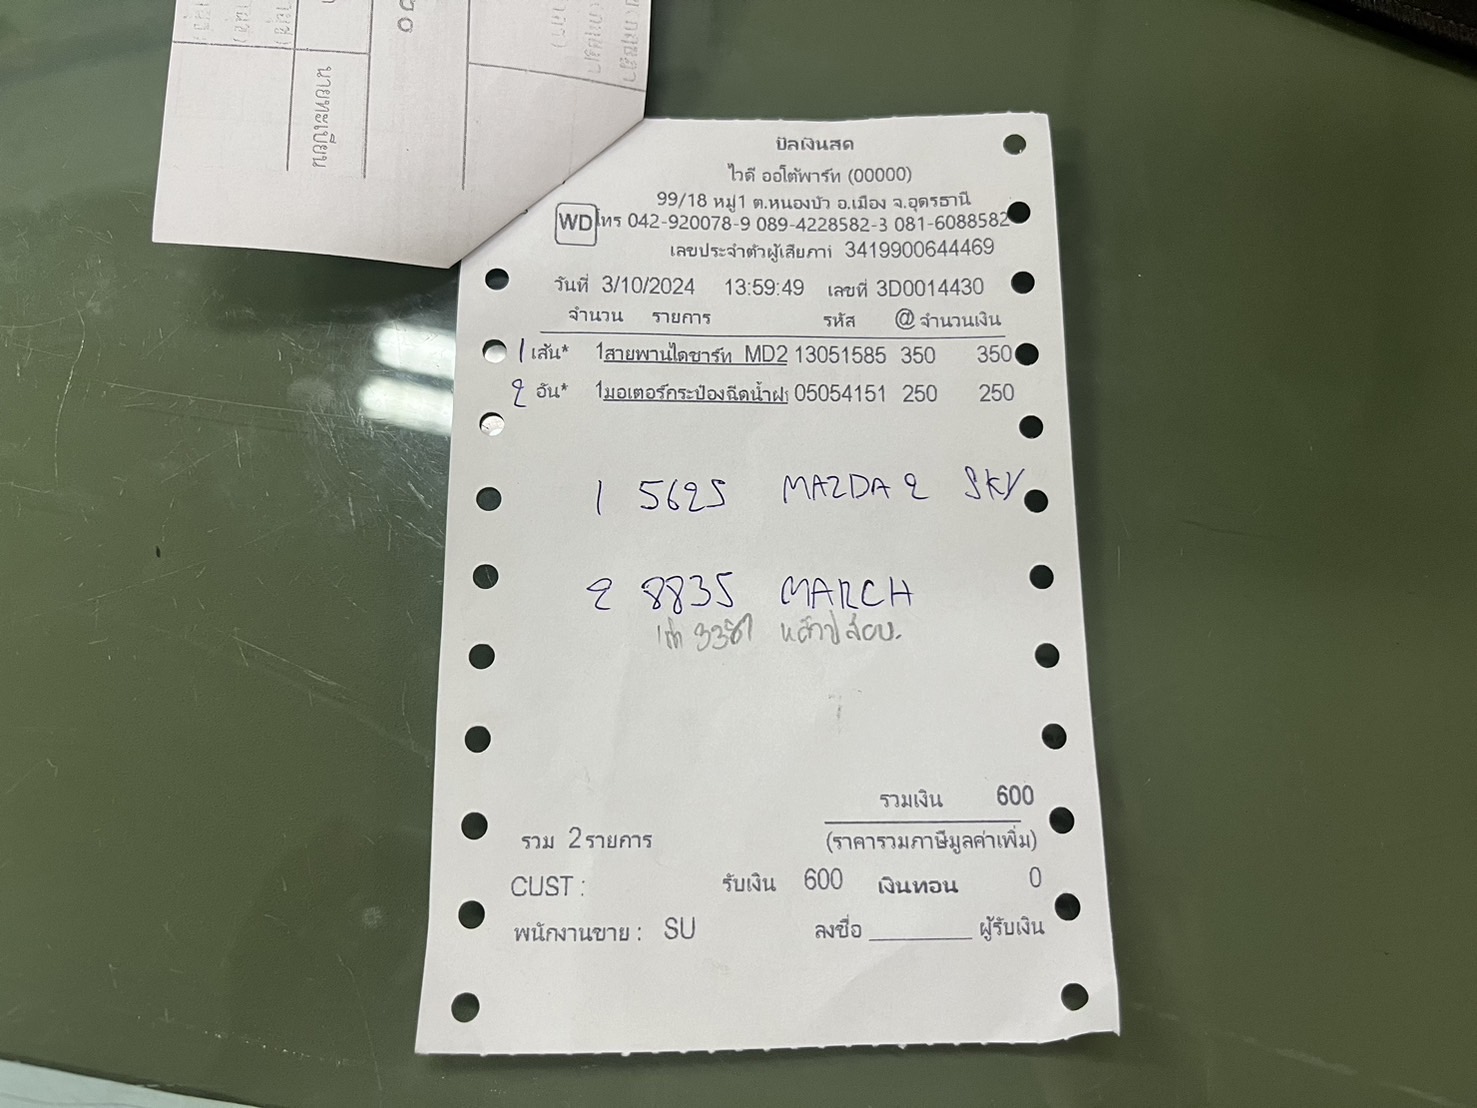 นายทะเบียน
บิลเงินสด
ไวดี ออโต้พาร์ท (00000)
99/18 หมู่1 ต.หนองบัว อ.เมือง จ.อุดรธานี
WD โทร 042-920078-9 089-4228582-3 081-6088582
เลขประจำตัวผู้เสียภาษี 3419900644469
วันที่ 3/10/2024 13:59:49 เลขที่ 3D0014430
จำนวน รายการ รหัส @ จำนวนเงิน
1 เส้น* 1สายพานไดชาร์ท MD2 13051585 350 350
2 อัน* 1มอเตอร์กระป๋องฉีดน้ำฝา 05054151 250 250
1 5625 MAZDA 2 SKY
2 8835 MARCH
รวมเงิน 600
รวม 2 รายการ (ราคารวมภาษีมูลค่าเพิ่ม)
CUST : รับเงิน 600 เงินทอน 0
พนักงานขาย : SU ลงชื่อ ________ ผู้รับเงิน